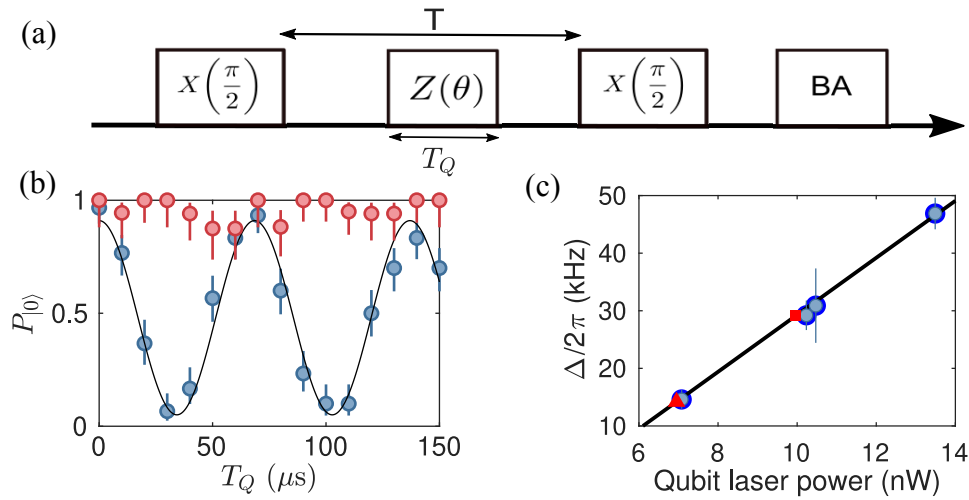 (a)
T
X(π/2)
Z(θ)
X(π/2)
BA
T_Q
(b)
1
0.5
0
P_|0⟩
0
50
100
150
T_Q (μs)
(c)
50
40
30
20
10
Δ/2π (kHz)
6
8
10
12
14
Qubit laser power (nW)